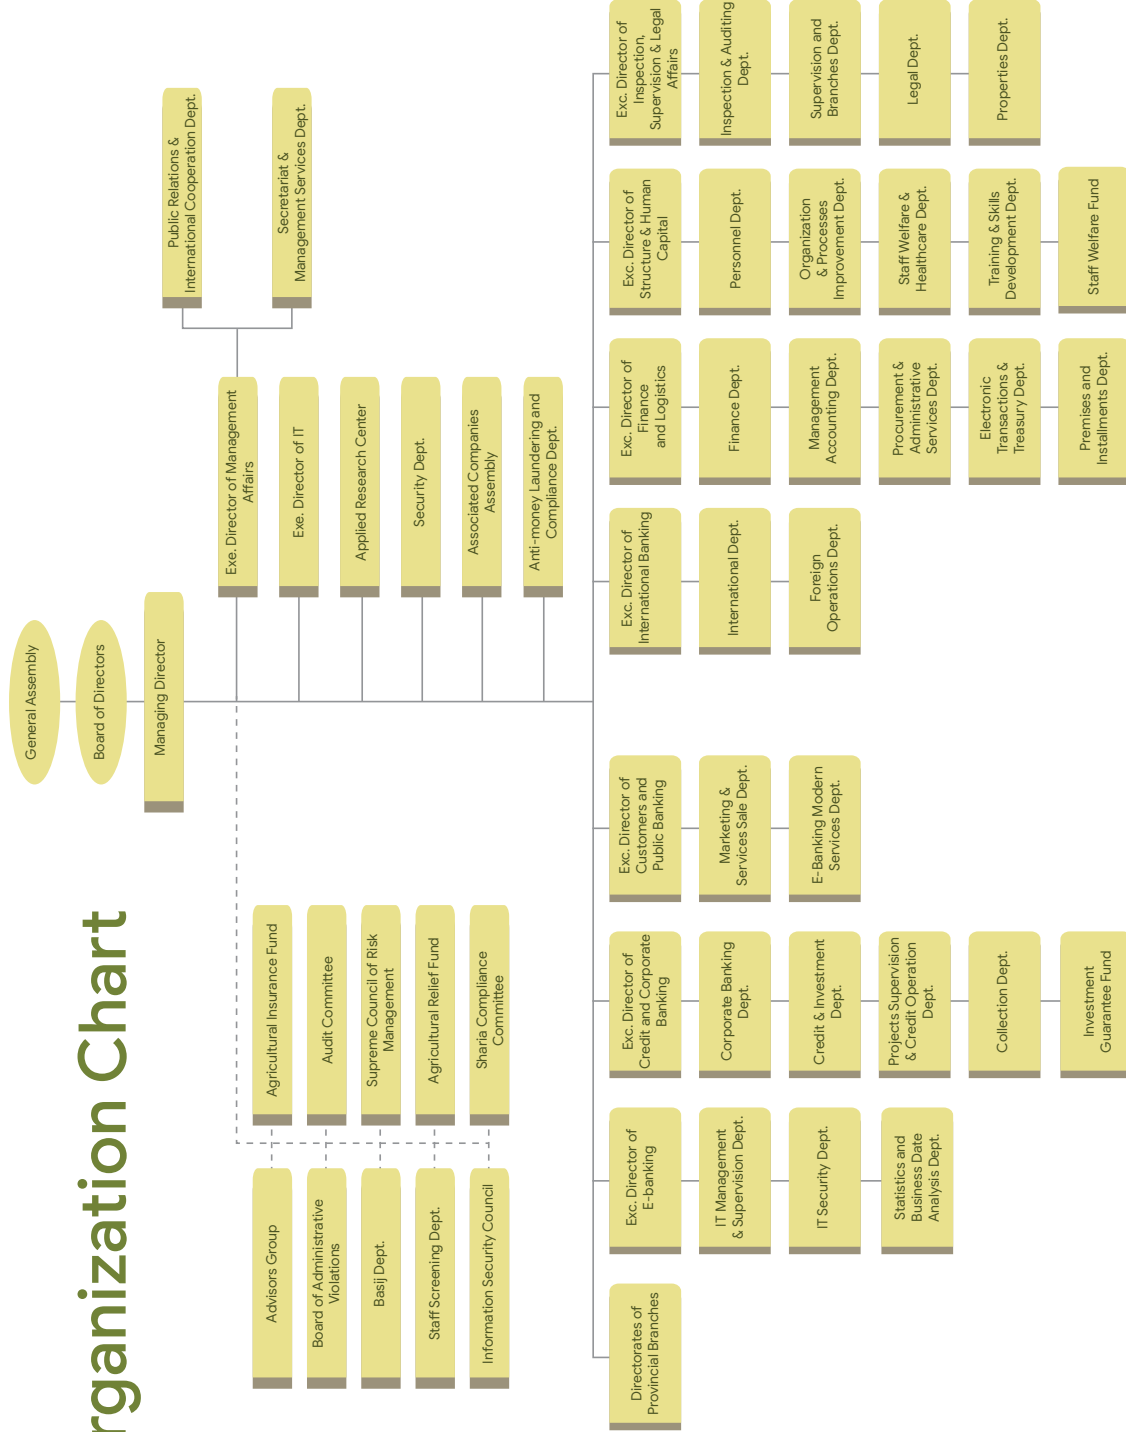 rganization Chart
General Assembly
Board of Directors
Managing Director
Public Relations &
International Cooperation Dept.
Secretariat &
Management Services Dept.
Exe. Director of Management
Affairs
Exe. Director of IT
Applied Research Center
Security Dept.
Associated Companies
Assembly
Anti-money Laundering and
Compliance Dept.
Agricultural Insurance Fund
Audit Committee
Supreme Council of Risk
Management
Agricultural Relief Fund
Sharia Compliance
Committee
Advisors Group
Board of Administrative
Violations
Basij Dept.
Staff Screening Dept.
Information Security Council
Directorates of
Provincial Branches
Exc. Director of
E-banking
IT Management
& Supervision Dept.
IT Security Dept.
Statistics and
Business Date
Analysis Dept.
Exc. Director of
Credit and Corporate
Banking
Corporate Banking
Dept.
Credit & Investment
Dept.
Projects Supervision
& Credit Operation
Dept.
Collection Dept.
Investment
Guarantee Fund
Exc. Director of
Customers and
Public Banking
Marketing &
Services Sale Dept.
E-Banking Modern
Services Dept.
Exc. Director of
International Banking
International Dept.
Foreign
Operations Dept.
Exc. Director of
Finance
and Logistics
Finance Dept.
Management
Accounting Dept.
Procurement &
Administrative
Services Dept.
Electronic
Transactions &
Treasury Dept.
Premises and
Installments Dept.
Exc. Director of
Structure & Human
Capital
Personnel Dept.
Organization
& Processes
Improvement Dept.
Staff Welfare &
Healthcare Dept.
Training & Skills
Development Dept.
Staff Welfare Fund
Exc. Director of
Inspection,
Supervision & Legal
Affairs
Inspection & Auditing
Dept.
Supervision and
Branches Dept.
Legal Dept.
Properties Dept.